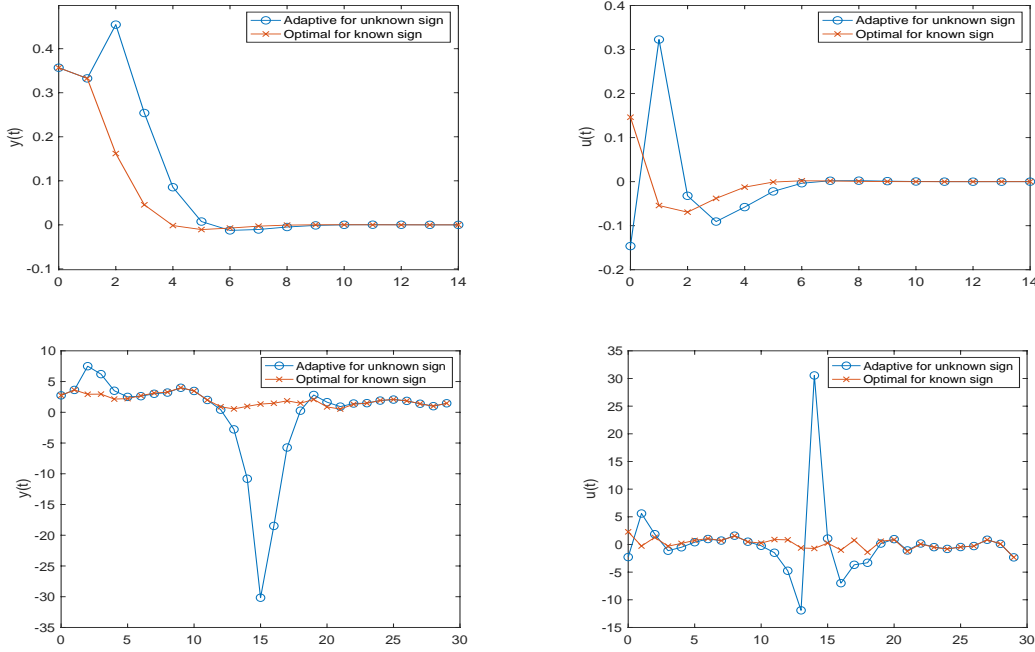 Adaptive for unknown sign
Optimal for known sign
y(t)
0.4
0.3
0.2
0.1
0
-0.1
0 2 4 6 8 10 12 14
Adaptive for unknown sign
Optimal for known sign
u(t)
0.4
0.3
0.2
0.1
0
-0.1
-0.2
0 2 4 6 8 10 12 14
Adaptive for unknown sign
Optimal for known sign
y(t)
10
5
0
-5
-10
-15
-20
-25
-30
-35
0 5 10 15 20 25 30
Adaptive for unknown sign
Optimal for known sign
u(t)
35
30
25
20
15
10
5
0
-5
-10
-15
0 5 10 15 20 25 30